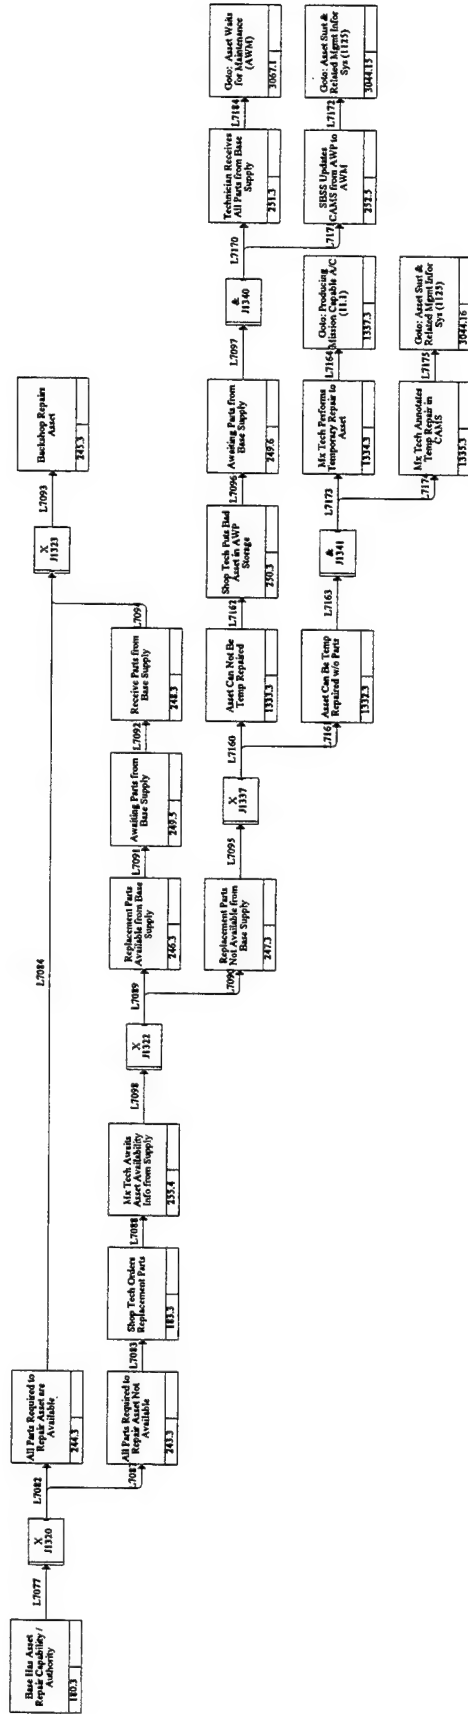 Base Has Asset
Repair Capability /
Authority
180.3
L7077
X
J1320
L7082
All Parts Required to
Repair Asset are
Available
244.3
L7084
X
J1323
L7093
Backshop Repairs
Asset
245.3
L7087
All Parts Required to
Repair Asset Not
Available
243.3
L7083
Shop Tech Orders
Replacement Parts
183.3
L7088
Mx Tech Awaits
Asset Availability
Info from Supply
255.4
L7098
X
J1322
L7089
Replacement Parts
Available from Base
Supply
246.3
L7091
Awaiting Parts from
Base Supply
249.5
L7092
Receive Parts from
Base Supply
248.3
L7094
L7090
Replacement Parts
Not Available from
Base Supply
247.3
L7095
X
J1337
L7160
Asset Can Not Be
Temp Repaired
1333.3
L7162
Shop Tech Puts Bad
Asset in AWP
Storage
250.3
L7096
Awaiting Parts from
Base Supply
249.6
L7097
&
J1340
L7170
Technician Receives
All Parts from Base
Supply
251.3
L7184
Goto: Asset Waits
for Maintenance
(AWM)
3067.1
L7171
SBSS Updates
CAMS from AWP to
AWM
252.5
L7172
Goto: Asset Surt &
Related Mgmt Infor
Sys (1125)
3044.15
L7161
Asset Can Be Temp
Repaired w/o Parts
1332.3
L7163
&
J1341
L7173
Mx Tech Performs
Temporary Repair to
Asset
1334.3
L7164
Goto: Producing
Mission Capable A/C
(11.1)
1337.3
L7174
Mx Tech Annotates
Temp Repair in
CAMS
1335.3
L7175
Goto: Asset Surt &
Related Mgmt Infor
Sys (1125)
3044.16